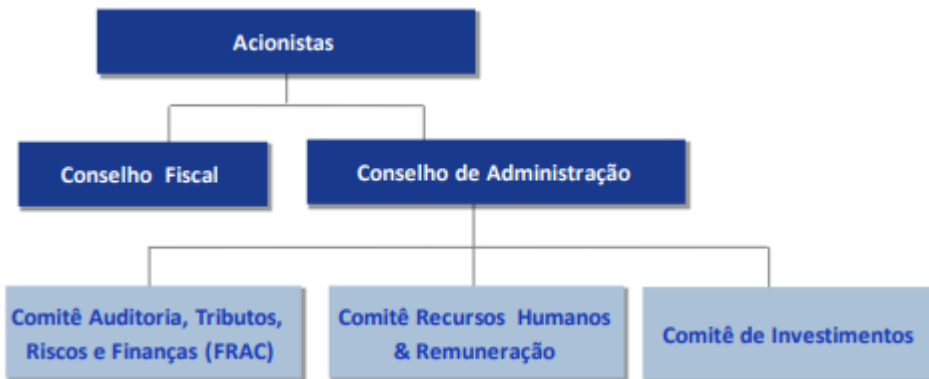 Acionistas
Conselho Fiscal
Conselho de Administração
Comitê Auditoria, Tributos,
Riscos e Finanças (FRAC)
Comitê Recursos Humanos
& Remuneração
Comitê de Investimentos